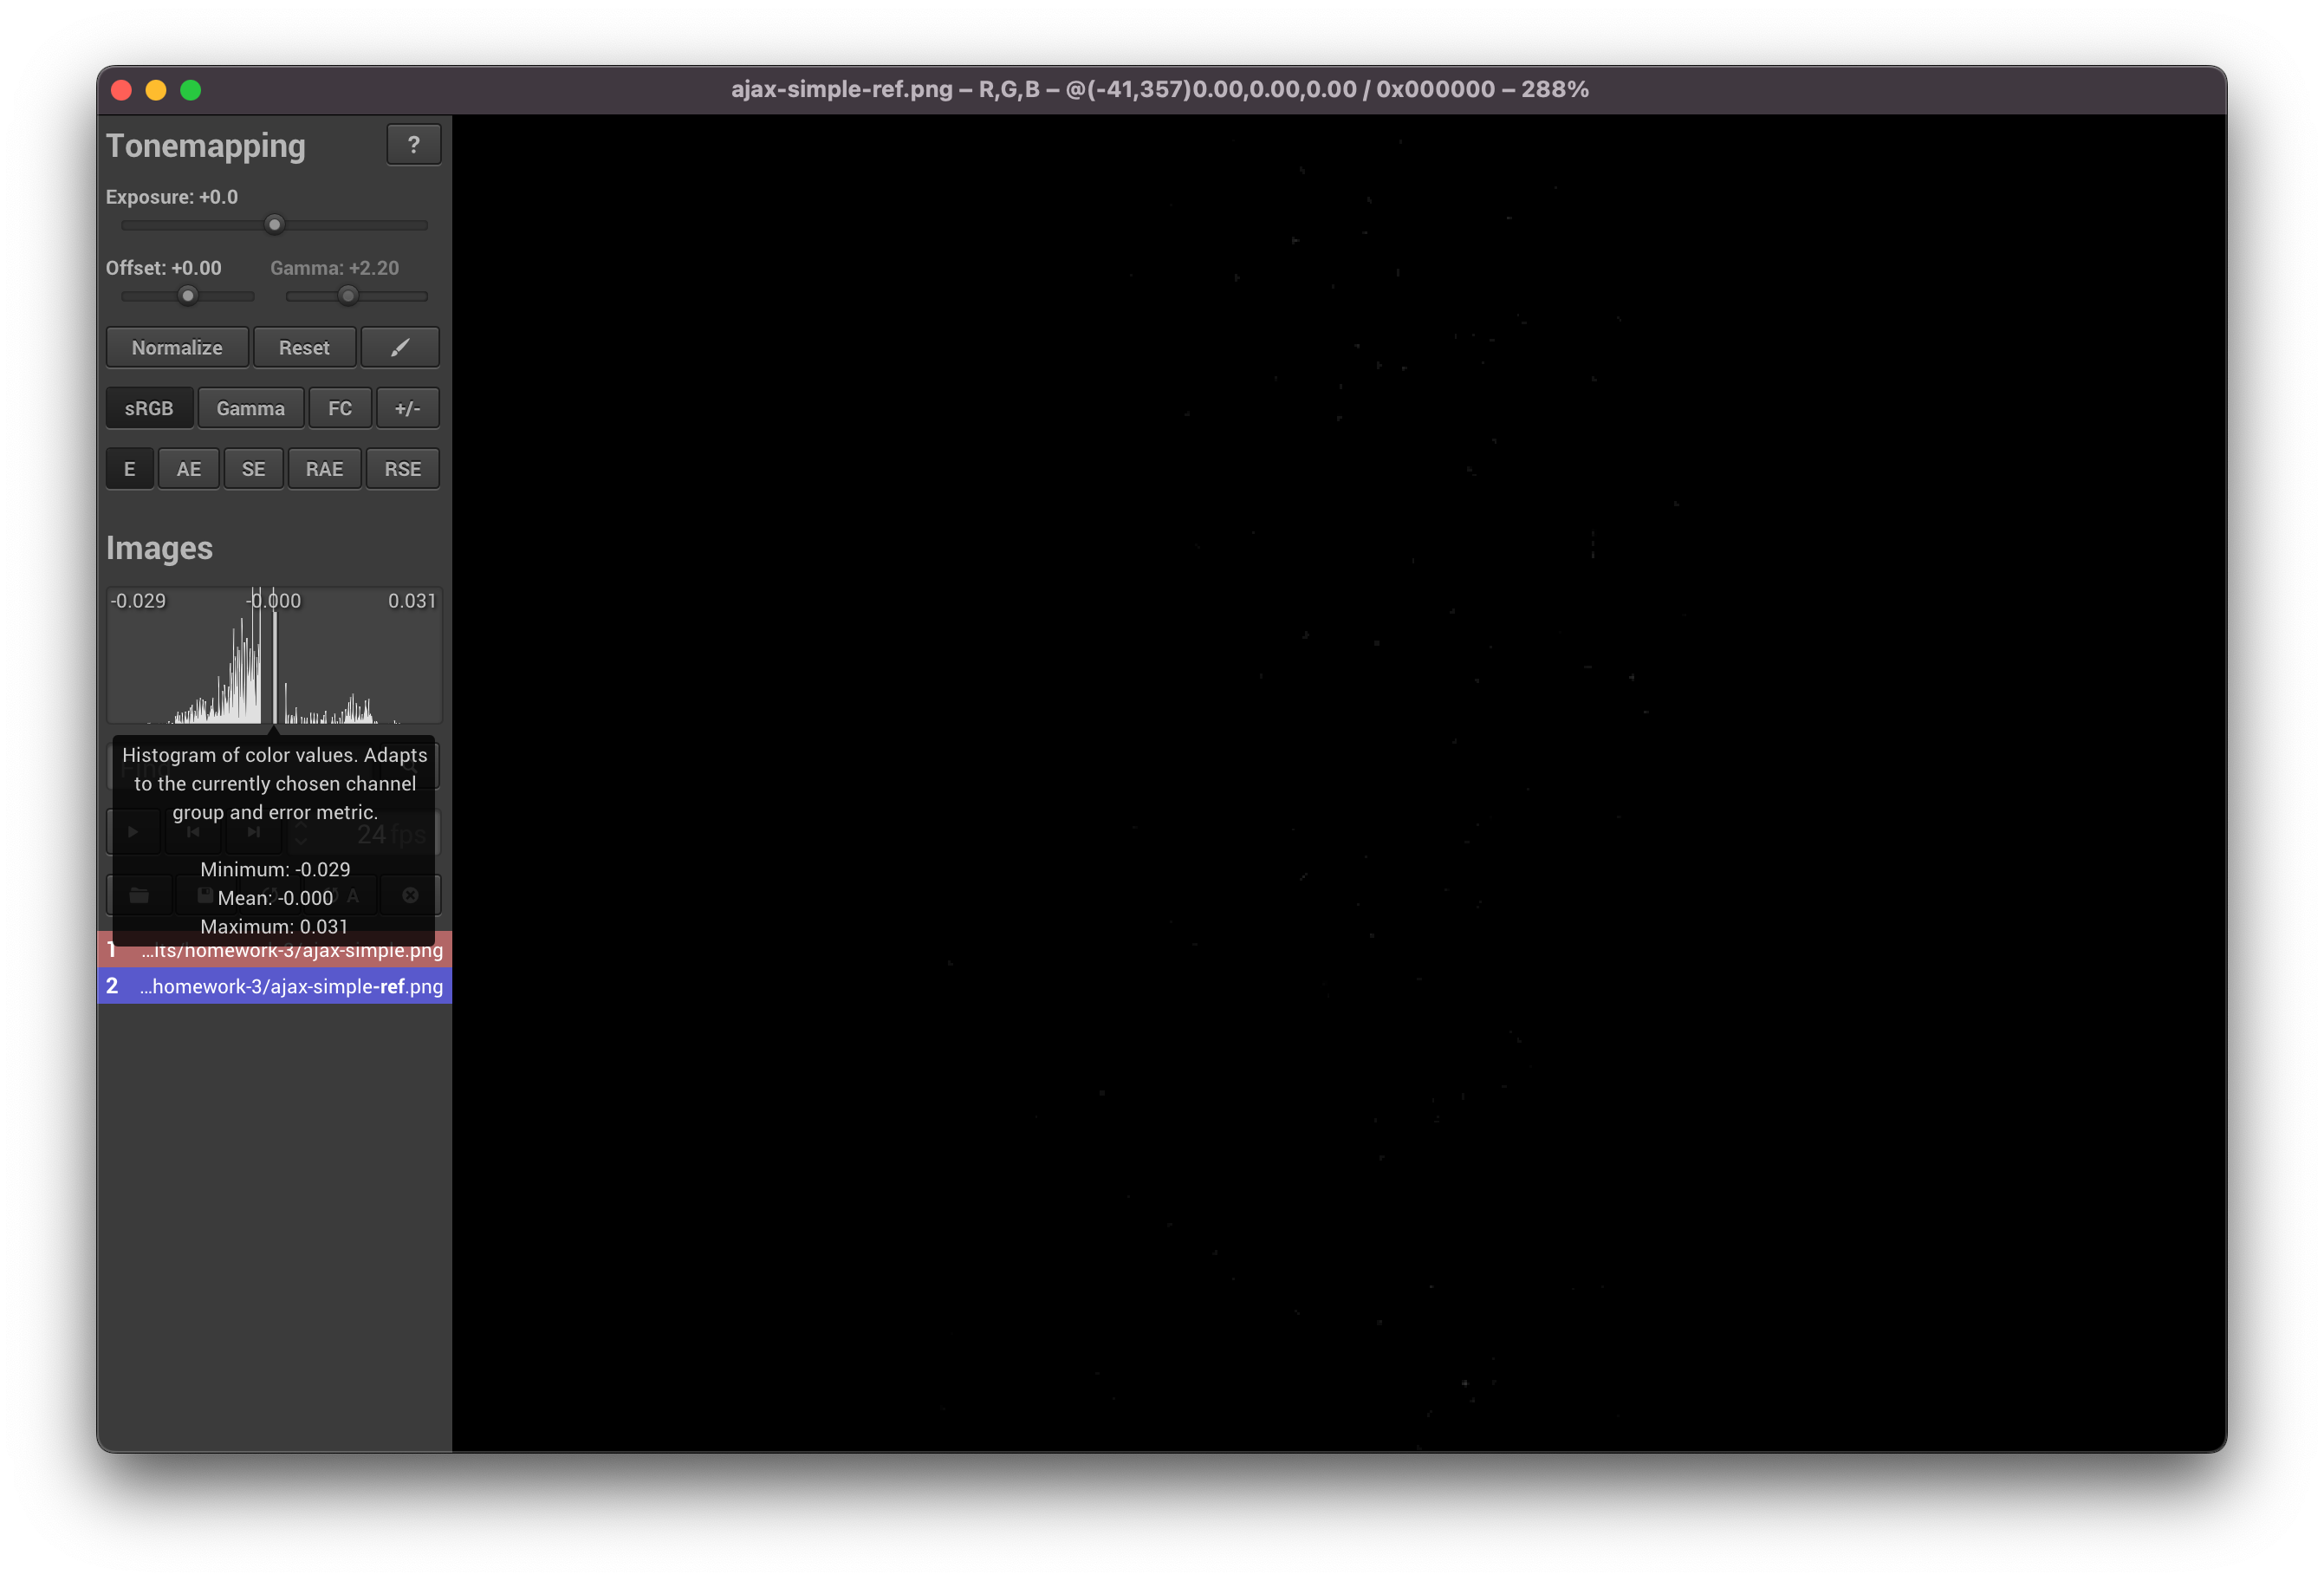 ajax-simple-ref.png – R,G,B – @(-41,357)0.00,0.00,0.00 / 0x000000 – 288%
Tonemapping
?
Exposure: +0.0
Offset: +0.00 Gamma: +2.20
Normalize Reset
sRGB Gamma FC +/-
E AE SE RAE RSE
Images
-0.029 -0.000 0.031
Histogram of color values. Adapts
to the currently chosen channel
group and error metric.
24 fps
Minimum: -0.029
Mean: -0.000
A
Maximum: 0.031
1 ...lts/homework-3/ajax-simple.png
2 ...homework-3/ajax-simple-ref.png